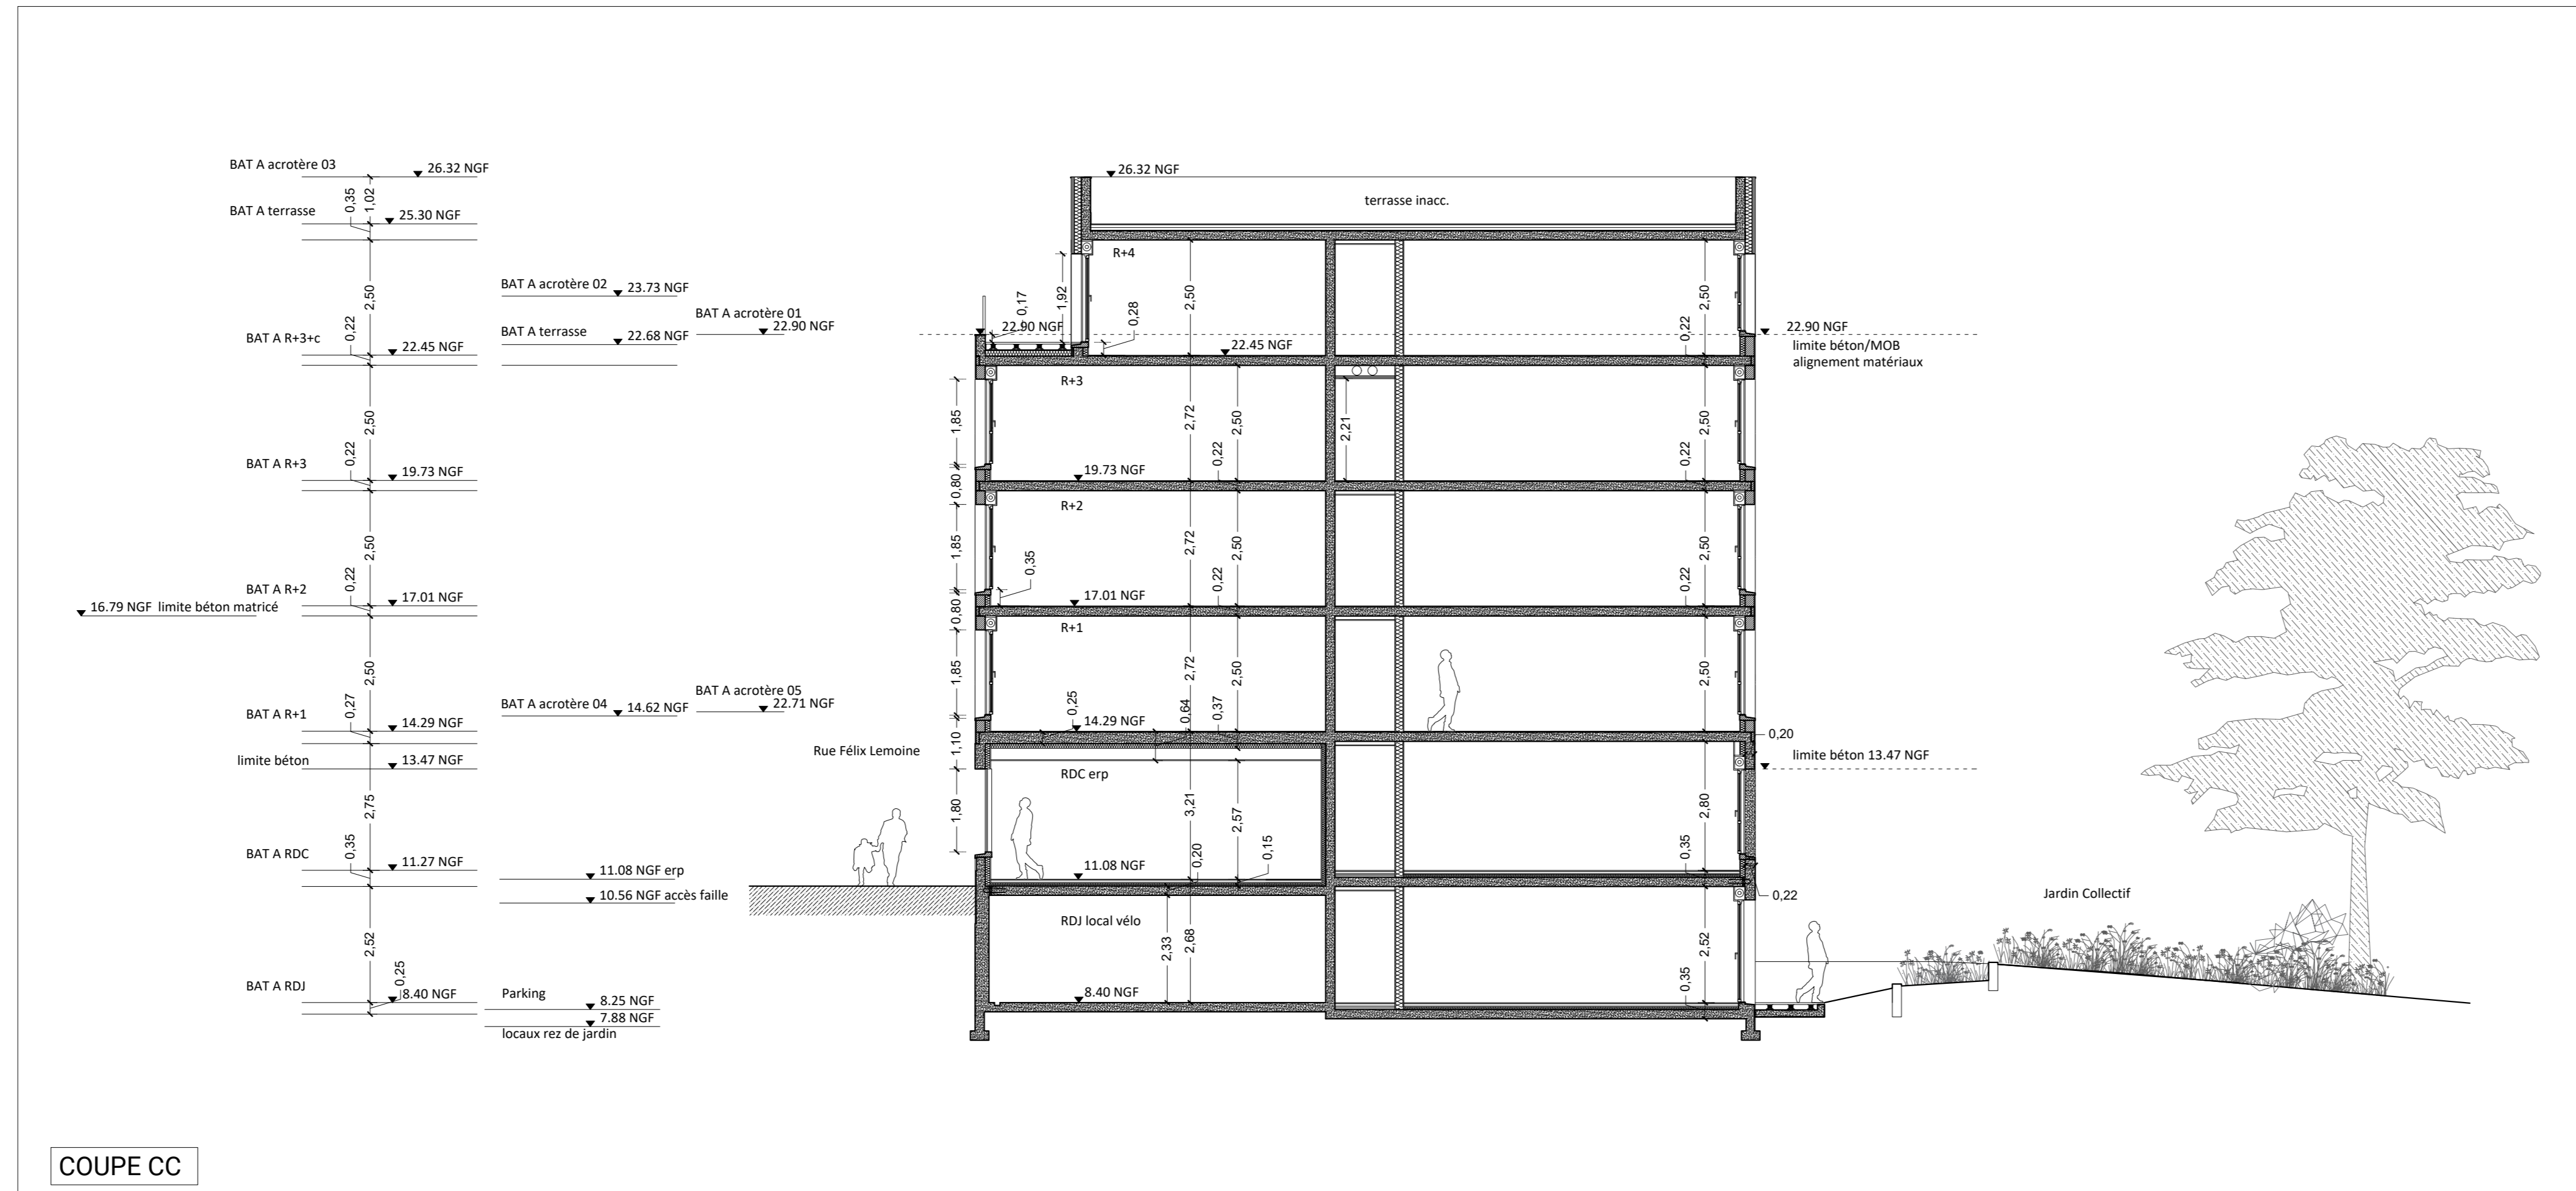 BAT A acrotère 03
26.32 NGF
0,35
1,02
BAT A terrasse
25.30 NGF
2,50
BAT A acrotère 02
23.73 NGF
BAT A acrotère 01
22.90 NGF
BAT A terrasse
22.68 NGF
0,22
BAT A R+3+c
22.45 NGF
2,50
0,22
BAT A R+3
19.73 NGF
2,50
0,22
BAT A R+2
17.01 NGF
16.79 NGF limite béton matricé
2,50
0,27
BAT A R+1
14.29 NGF
BAT A acrotère 04
14.62 NGF
BAT A acrotère 05
22.71 NGF
limite béton
13.47 NGF
2,75
0,35
BAT A RDC
11.27 NGF
11.08 NGF erp
10.56 NGF accès faille
2,52
0,25
BAT A RDJ
8.40 NGF
Parking
8.25 NGF
7.88 NGF
locaux rez de jardin
Rue Félix Lemoine
26.32 NGF
terrasse inacc.
R+4
0,17
1,92
0,28
2,50
2,50
0,22
22.90 NGF
22.45 NGF
22.90 NGF
limite béton/MOB
alignement matériaux
R+3
1,85
2,72
2,50
2,21
2,50
0,22
0,22
0,80
19.73 NGF
R+2
1,85
0,35
2,72
2,50
2,50
0,22
0,22
0,80
17.01 NGF
R+1
1,85
2,72
2,50
2,50
0,25
0,64
0,37
14.29 NGF
1,10
0,20
limite béton 13.47 NGF
RDC erp
1,80
3,21
2,57
2,80
0,20
0,15
0,35
11.08 NGF
0,22
RDJ local vélo
2,33
2,68
2,52
0,35
8.40 NGF
Jardin Collectif
COUPE CC